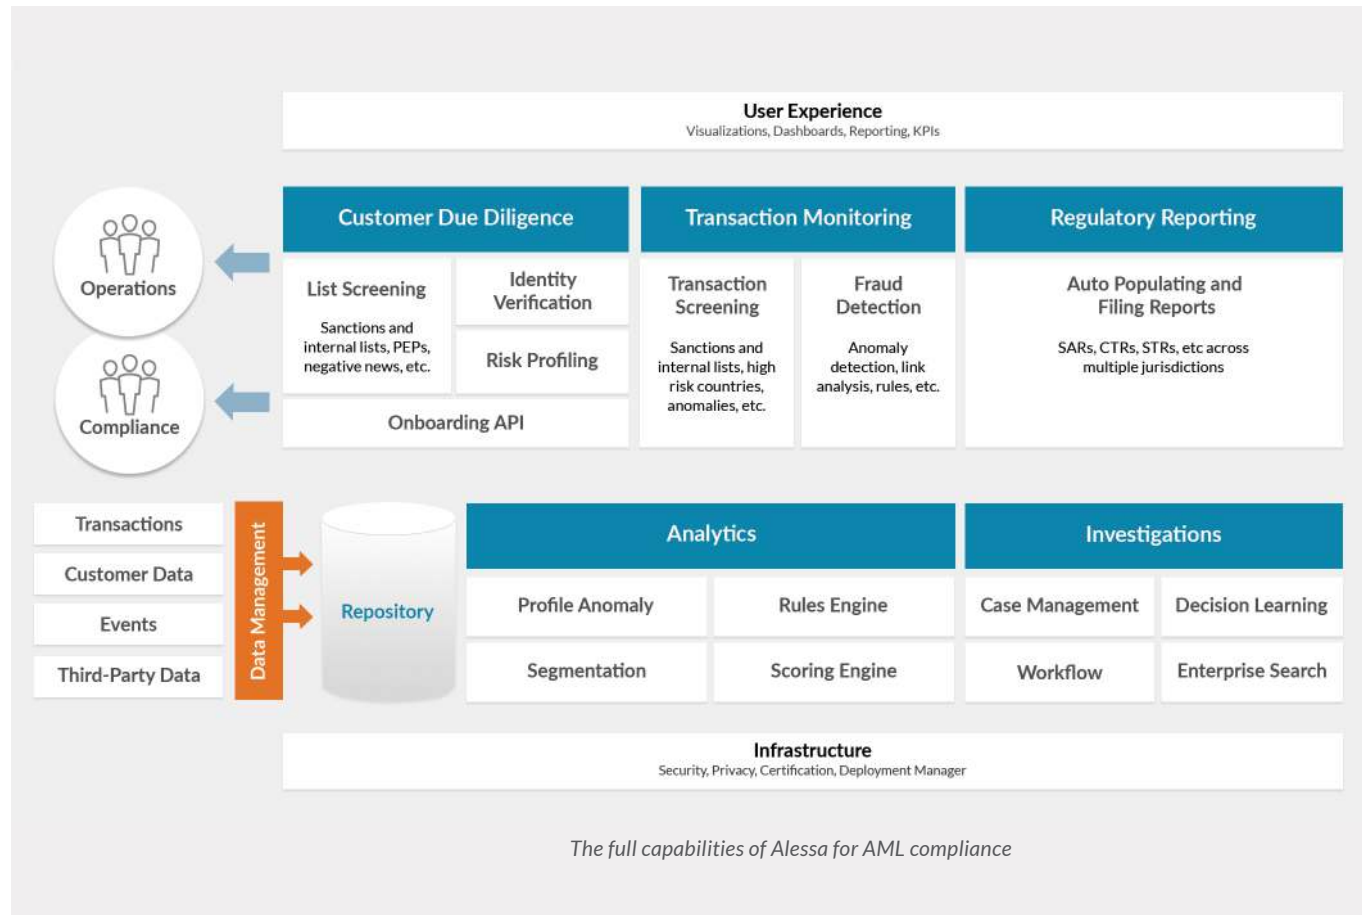 User Experience
Visualizations, Dashboards, Reporting, KPIs
Operations
Compliance
Customer Due Diligence
List Screening
Sanctions and
internal lists, PEPs,
negative news, etc.
Identity
Verification
Risk Profiling
Onboarding API
Transaction Monitoring
Transaction
Screening
Sanctions and
internal lists, high
risk countries,
anomalies, etc.
Fraud
Detection
Anomaly
detection, link
analysis, rules, etc.
Regulatory Reporting
Auto Populating and
Filing Reports
SARs, CTRs, STRs, etc across
multiple jurisdictions
Transactions
Customer Data
Events
Third-Party Data
Data Management
Repository
Analytics
Profile Anomaly
Rules Engine
Segmentation
Scoring Engine
Investigations
Case Management
Decision Learning
Workflow
Enterprise Search
Infrastructure
Security, Privacy, Certification, Deployment Manager
The full capabilities of Alessa for AML compliance